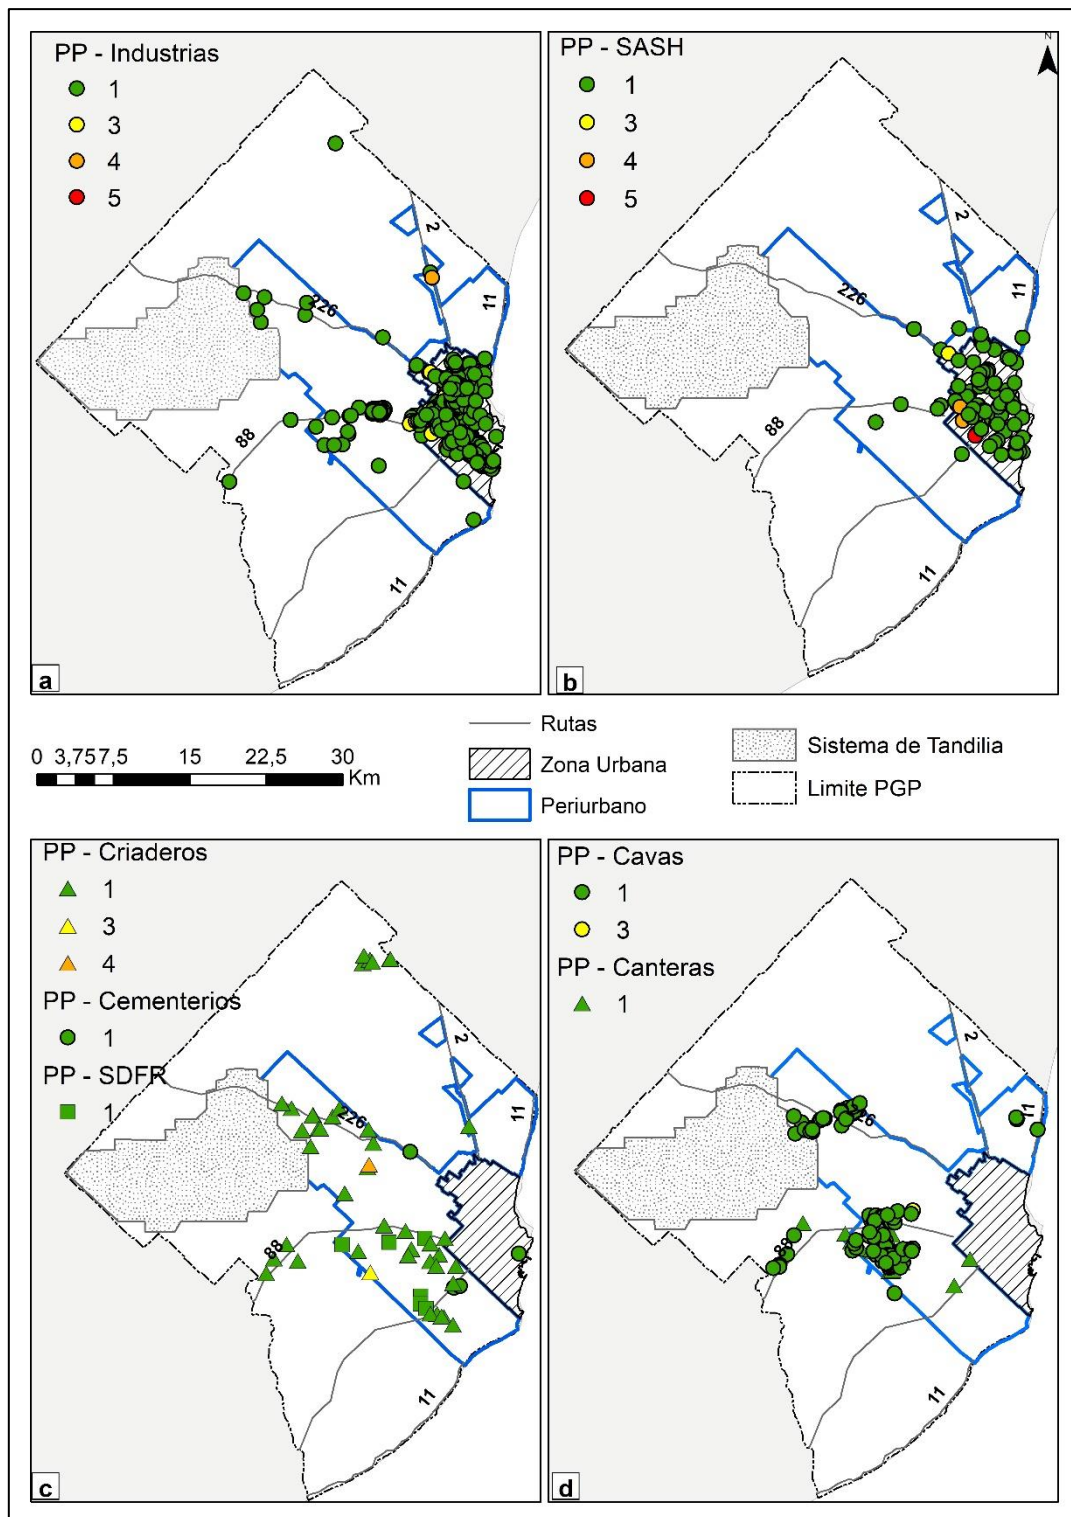 PP - Industrias
1
3
4
5
2
11
226
88
11
a
PP - SASH
1
3
4
5
N
2
11
226
88
11
b
0 3,75 7,5 15 22,5 30
Km
Rutas
Zona Urbana
Periurbano
Sistema de Tandilia
Limite PGP
PP - Criaderos
1
3
4
PP - Cementerios
1
PP - SDFR
1
2
11
226
88
11
c
PP - Cavas
1
3
PP - Canteras
1
2
11
26
88
11
d